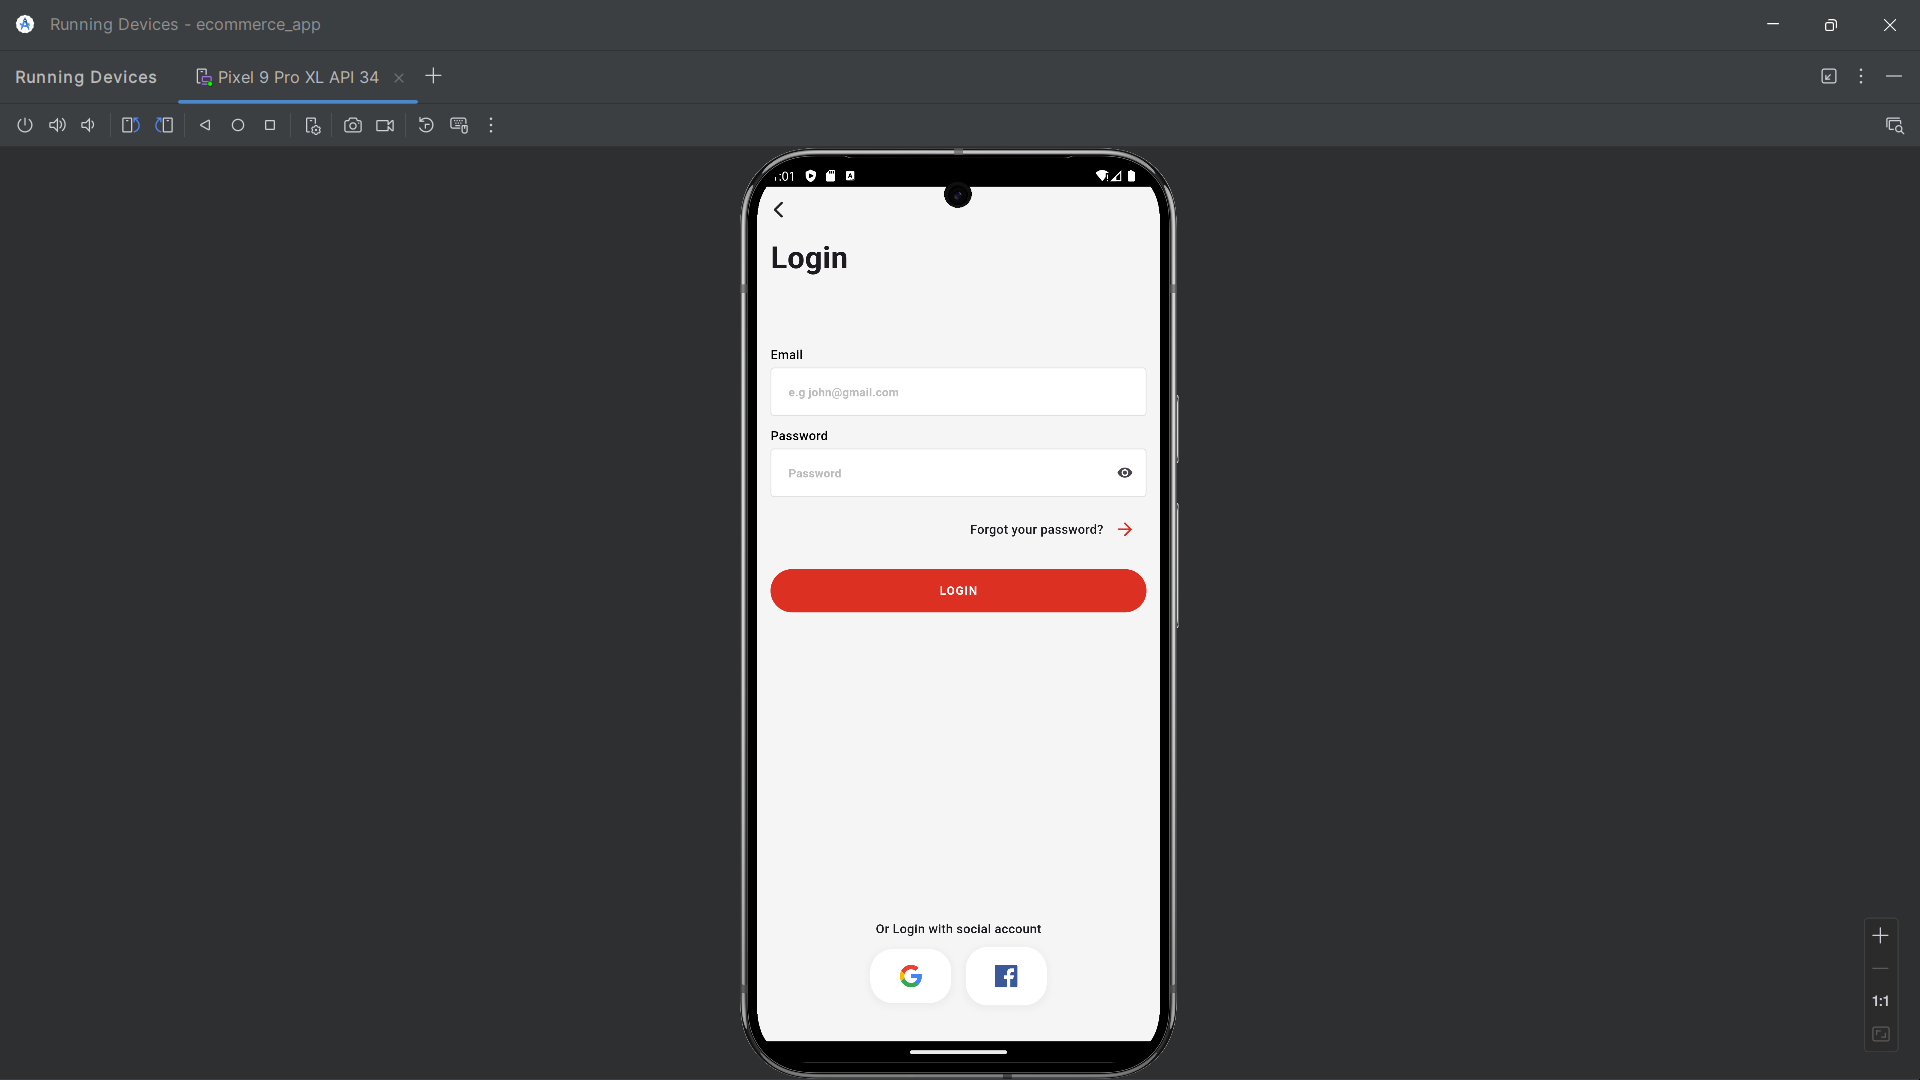 Running Devices - ecommerce_app
Running Devices
Pixel 9 Pro XL API 34
:01
Login
Email
e.g john@gmail.com
Password
Password
Forgot your password?
LOGIN
Or Login with social account
1:1